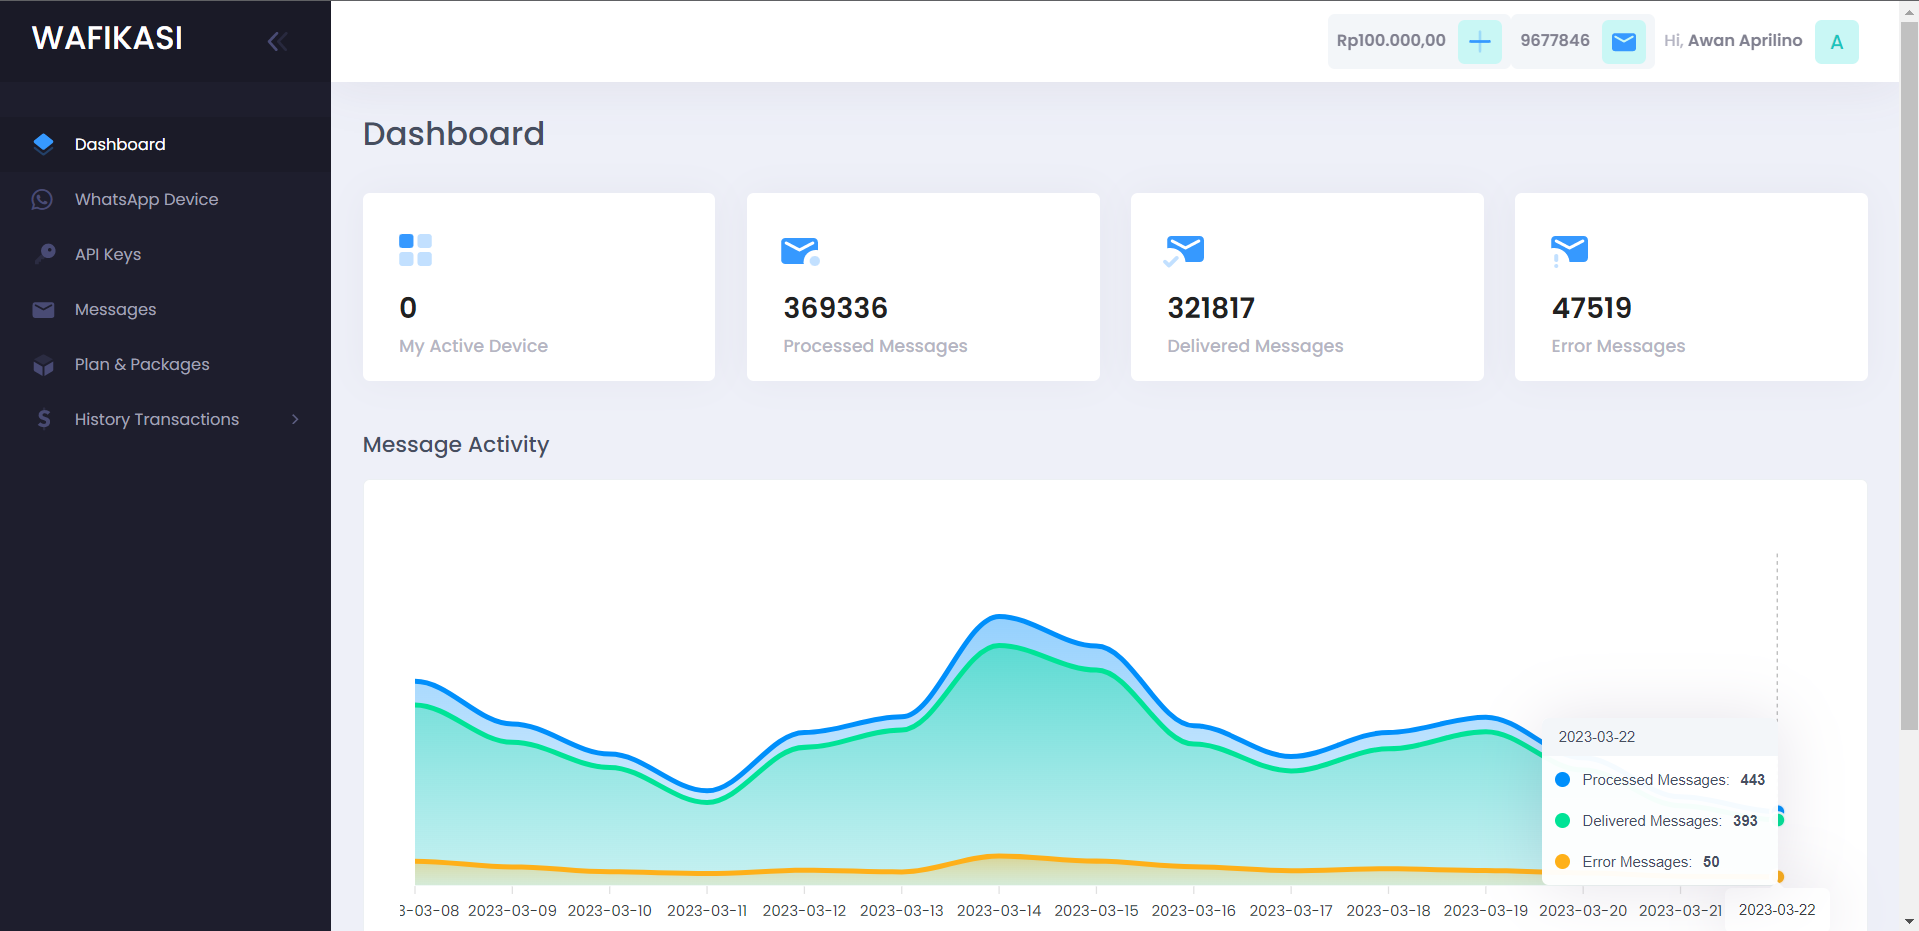 WAFIKASI
Rp100.000,00
9677846
Hi, Awan Aprilino
A
Dashboard
WhatsApp Device
API Keys
Messages
Plan & Packages
History Transactions
Dashboard
0
My Active Device
369336
Processed Messages
321817
Delivered Messages
47519
Error Messages
Message Activity
2023-03-22
Processed Messages: 443
Delivered Messages: 393
Error Messages: 50
3-03-08 2023-03-09 2023-03-10 2023-03-11 2023-03-12 2023-03-13 2023-03-14 2023-03-15 2023-03-16 2023-03-17 2023-03-18 2023-03-19 2023-03-20 2023-03-21 2023-03-22